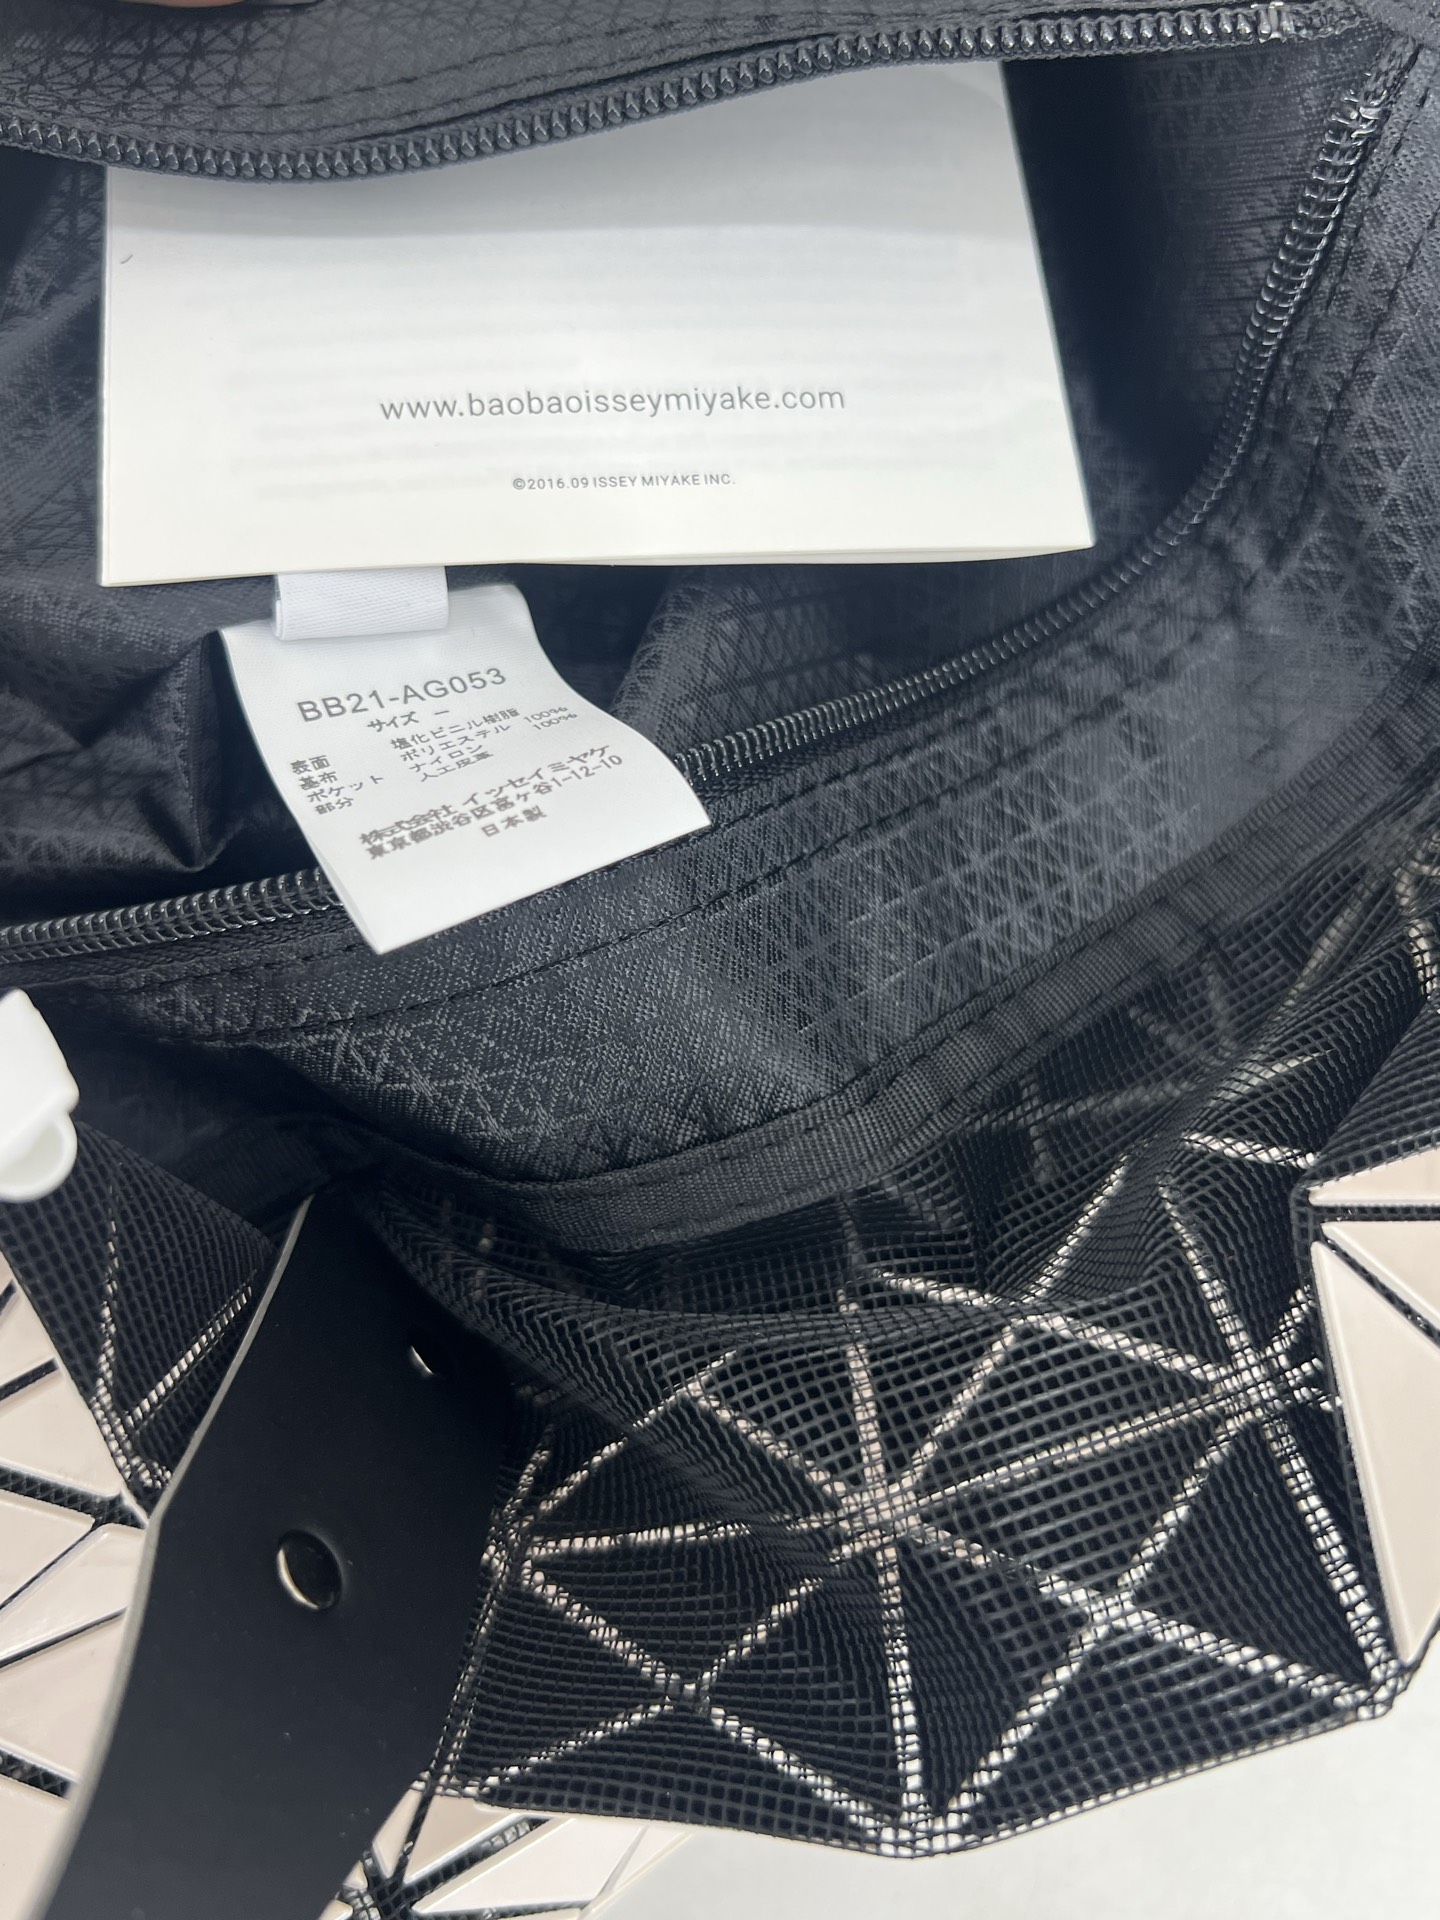 www.baobaoisseymiyake.com
©2016.09 ISSEY MIYAKE INC.
BB21-AG053
サイズ ー
表面 塩化ビニル樹脂 100%
基布 ポリエステル 100%
ポケット ナイロン
部分 人工皮革
株式会社 イッセイミヤケ
東京都渋谷区富ヶ谷1-12-10
日本製